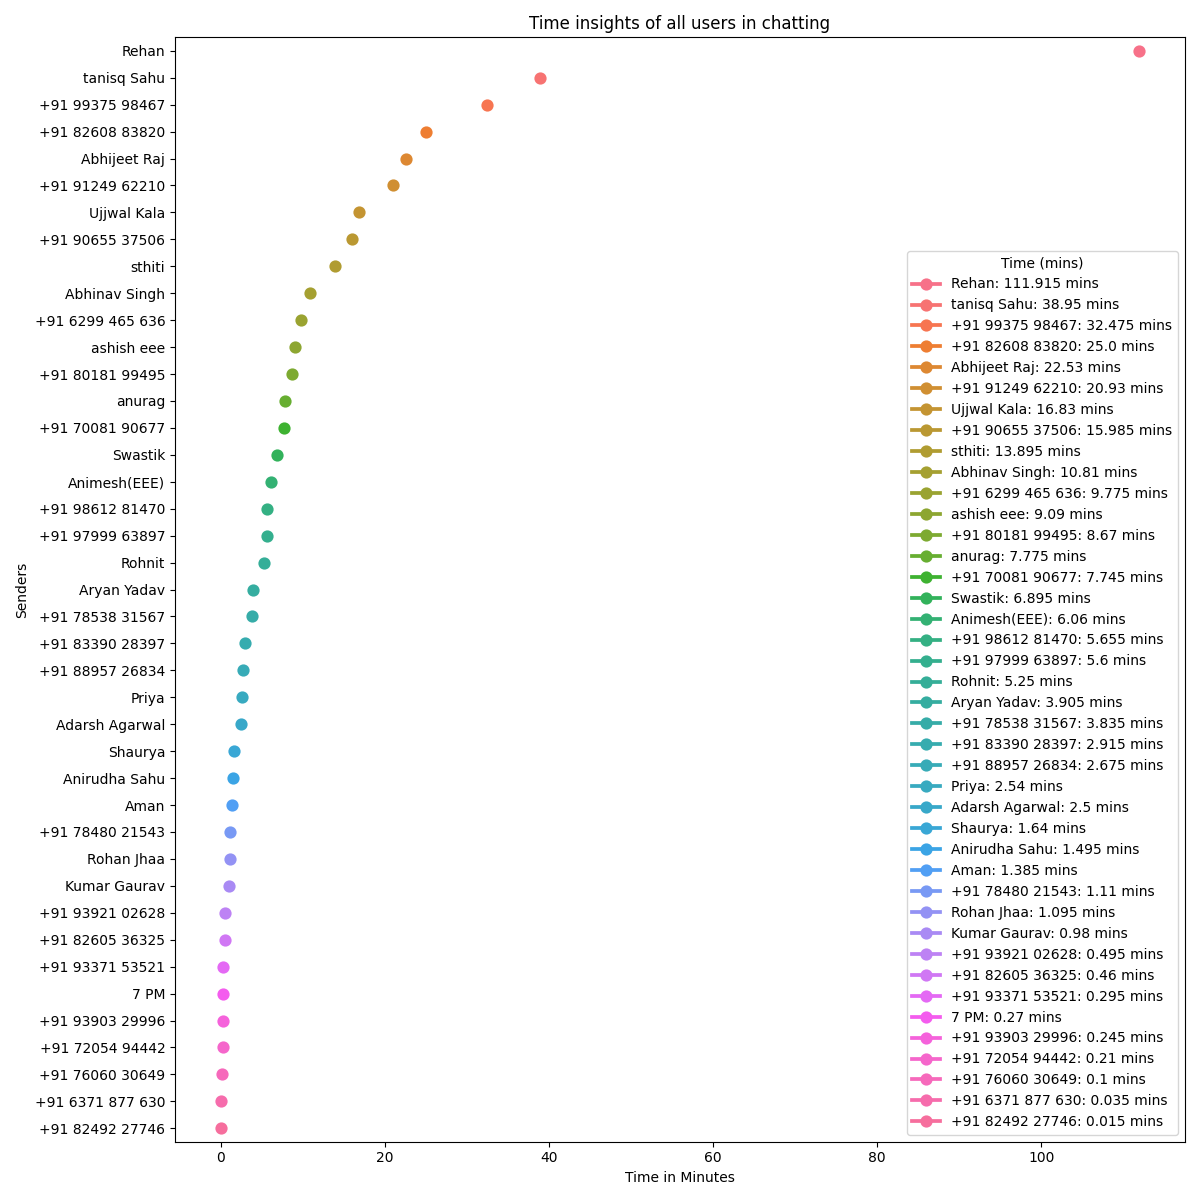 Time insights of all users in chatting
Senders
Rehan
tanisq Sahu
+91 99375 98467
+91 82608 83820
Abhijeet Raj
+91 91249 62210
Ujjwal Kala
+91 90655 37506
sthiti
Abhinav Singh
+91 6299 465 636
ashish eee
+91 80181 99495
anurag
+91 70081 90677
Swastik
Animesh(EEE)
+91 98612 81470
+91 97999 63897
Rohnit
Aryan Yadav
+91 78538 31567
+91 83390 28397
+91 88957 26834
Priya
Adarsh Agarwal
Shaurya
Anirudha Sahu
Aman
+91 78480 21543
Rohan Jhaa
Kumar Gaurav
+91 93921 02628
+91 82605 36325
+91 93371 53521
7 PM
+91 93903 29996
+91 72054 94442
+91 76060 30649
+91 6371 877 630
+91 82492 27746
Time (mins)
Rehan: 111.915 mins
tanisq Sahu: 38.95 mins
+91 99375 98467: 32.475 mins
+91 82608 83820: 25.0 mins
Abhijeet Raj: 22.53 mins
+91 91249 62210: 20.93 mins
Ujjwal Kala: 16.83 mins
+91 90655 37506: 15.985 mins
sthiti: 13.895 mins
Abhinav Singh: 10.81 mins
+91 6299 465 636: 9.775 mins
ashish eee: 9.09 mins
+91 80181 99495: 8.67 mins
anurag: 7.775 mins
+91 70081 90677: 7.745 mins
Swastik: 6.895 mins
Animesh(EEE): 6.06 mins
+91 98612 81470: 5.655 mins
+91 97999 63897: 5.6 mins
Rohnit: 5.25 mins
Aryan Yadav: 3.905 mins
+91 78538 31567: 3.835 mins
+91 83390 28397: 2.915 mins
+91 88957 26834: 2.675 mins
Priya: 2.54 mins
Adarsh Agarwal: 2.5 mins
Shaurya: 1.64 mins
Anirudha Sahu: 1.495 mins
Aman: 1.385 mins
+91 78480 21543: 1.11 mins
Rohan Jhaa: 1.095 mins
Kumar Gaurav: 0.98 mins
+91 93921 02628: 0.495 mins
+91 82605 36325: 0.46 mins
+91 93371 53521: 0.295 mins
7 PM: 0.27 mins
+91 93903 29996: 0.245 mins
+91 72054 94442: 0.21 mins
+91 76060 30649: 0.1 mins
+91 6371 877 630: 0.035 mins
+91 82492 27746: 0.015 mins
0 20 40 60 80 100
Time in Minutes